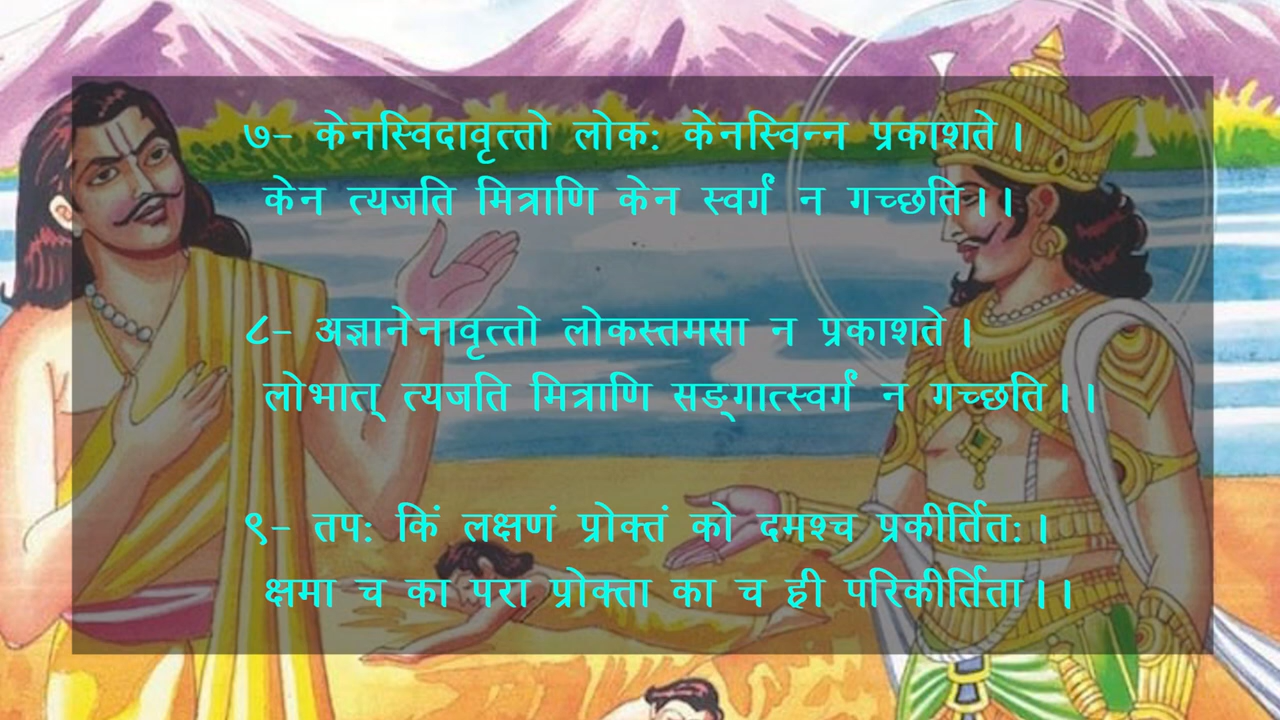 ७- केनस्विदावृत्तो लोकः केनस्विन्न प्रकाशते।
केन त्यजति मित्राणि केन स्वर्गं न गच्छति।।
८- अज्ञानेनावृत्तो लोकस्तमसा न प्रकाशते।
लोभात् त्यजति मित्राणि सङ्गात्स्वर्गं न गच्छति।।
९- तपः किं लक्षणं प्रोक्तं को दमश्च प्रकीर्तितः।
क्षमा च का परा प्रोक्ता का च ह्री परिकीर्तिता।।